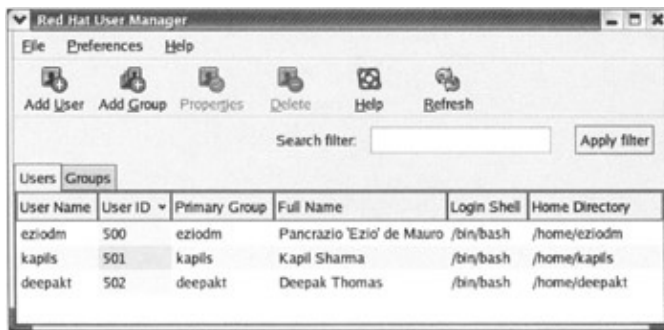 Red Hat User Manager
File Preferences Help
Add User Add Group Properties Delete Help Refresh
Search filter: Apply filter
Users Groups
User Name User ID Primary Group Full Name Login Shell Home Directory
eziodm 500 eziodm Pancrazio 'Ezio' de Mauro /bin/bash /home/eziodm
kapils 501 kapils Kapil Sharma /bin/bash /home/kapils
deepakt 502 deepakt Deepak Thomas /bin/bash /home/deepakt